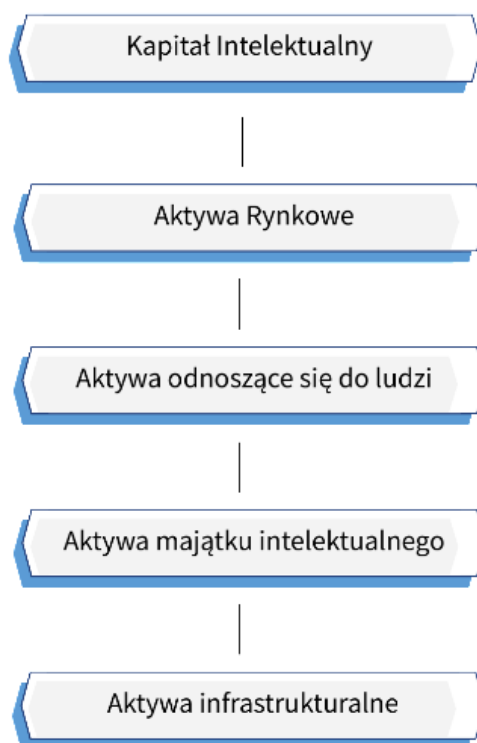 Kapitał Intelektualny
Aktywa Rynkowe
Aktywa odnoszące się do ludzi
Aktywa majątku intelektualnego
Aktywa infrastrukturalne